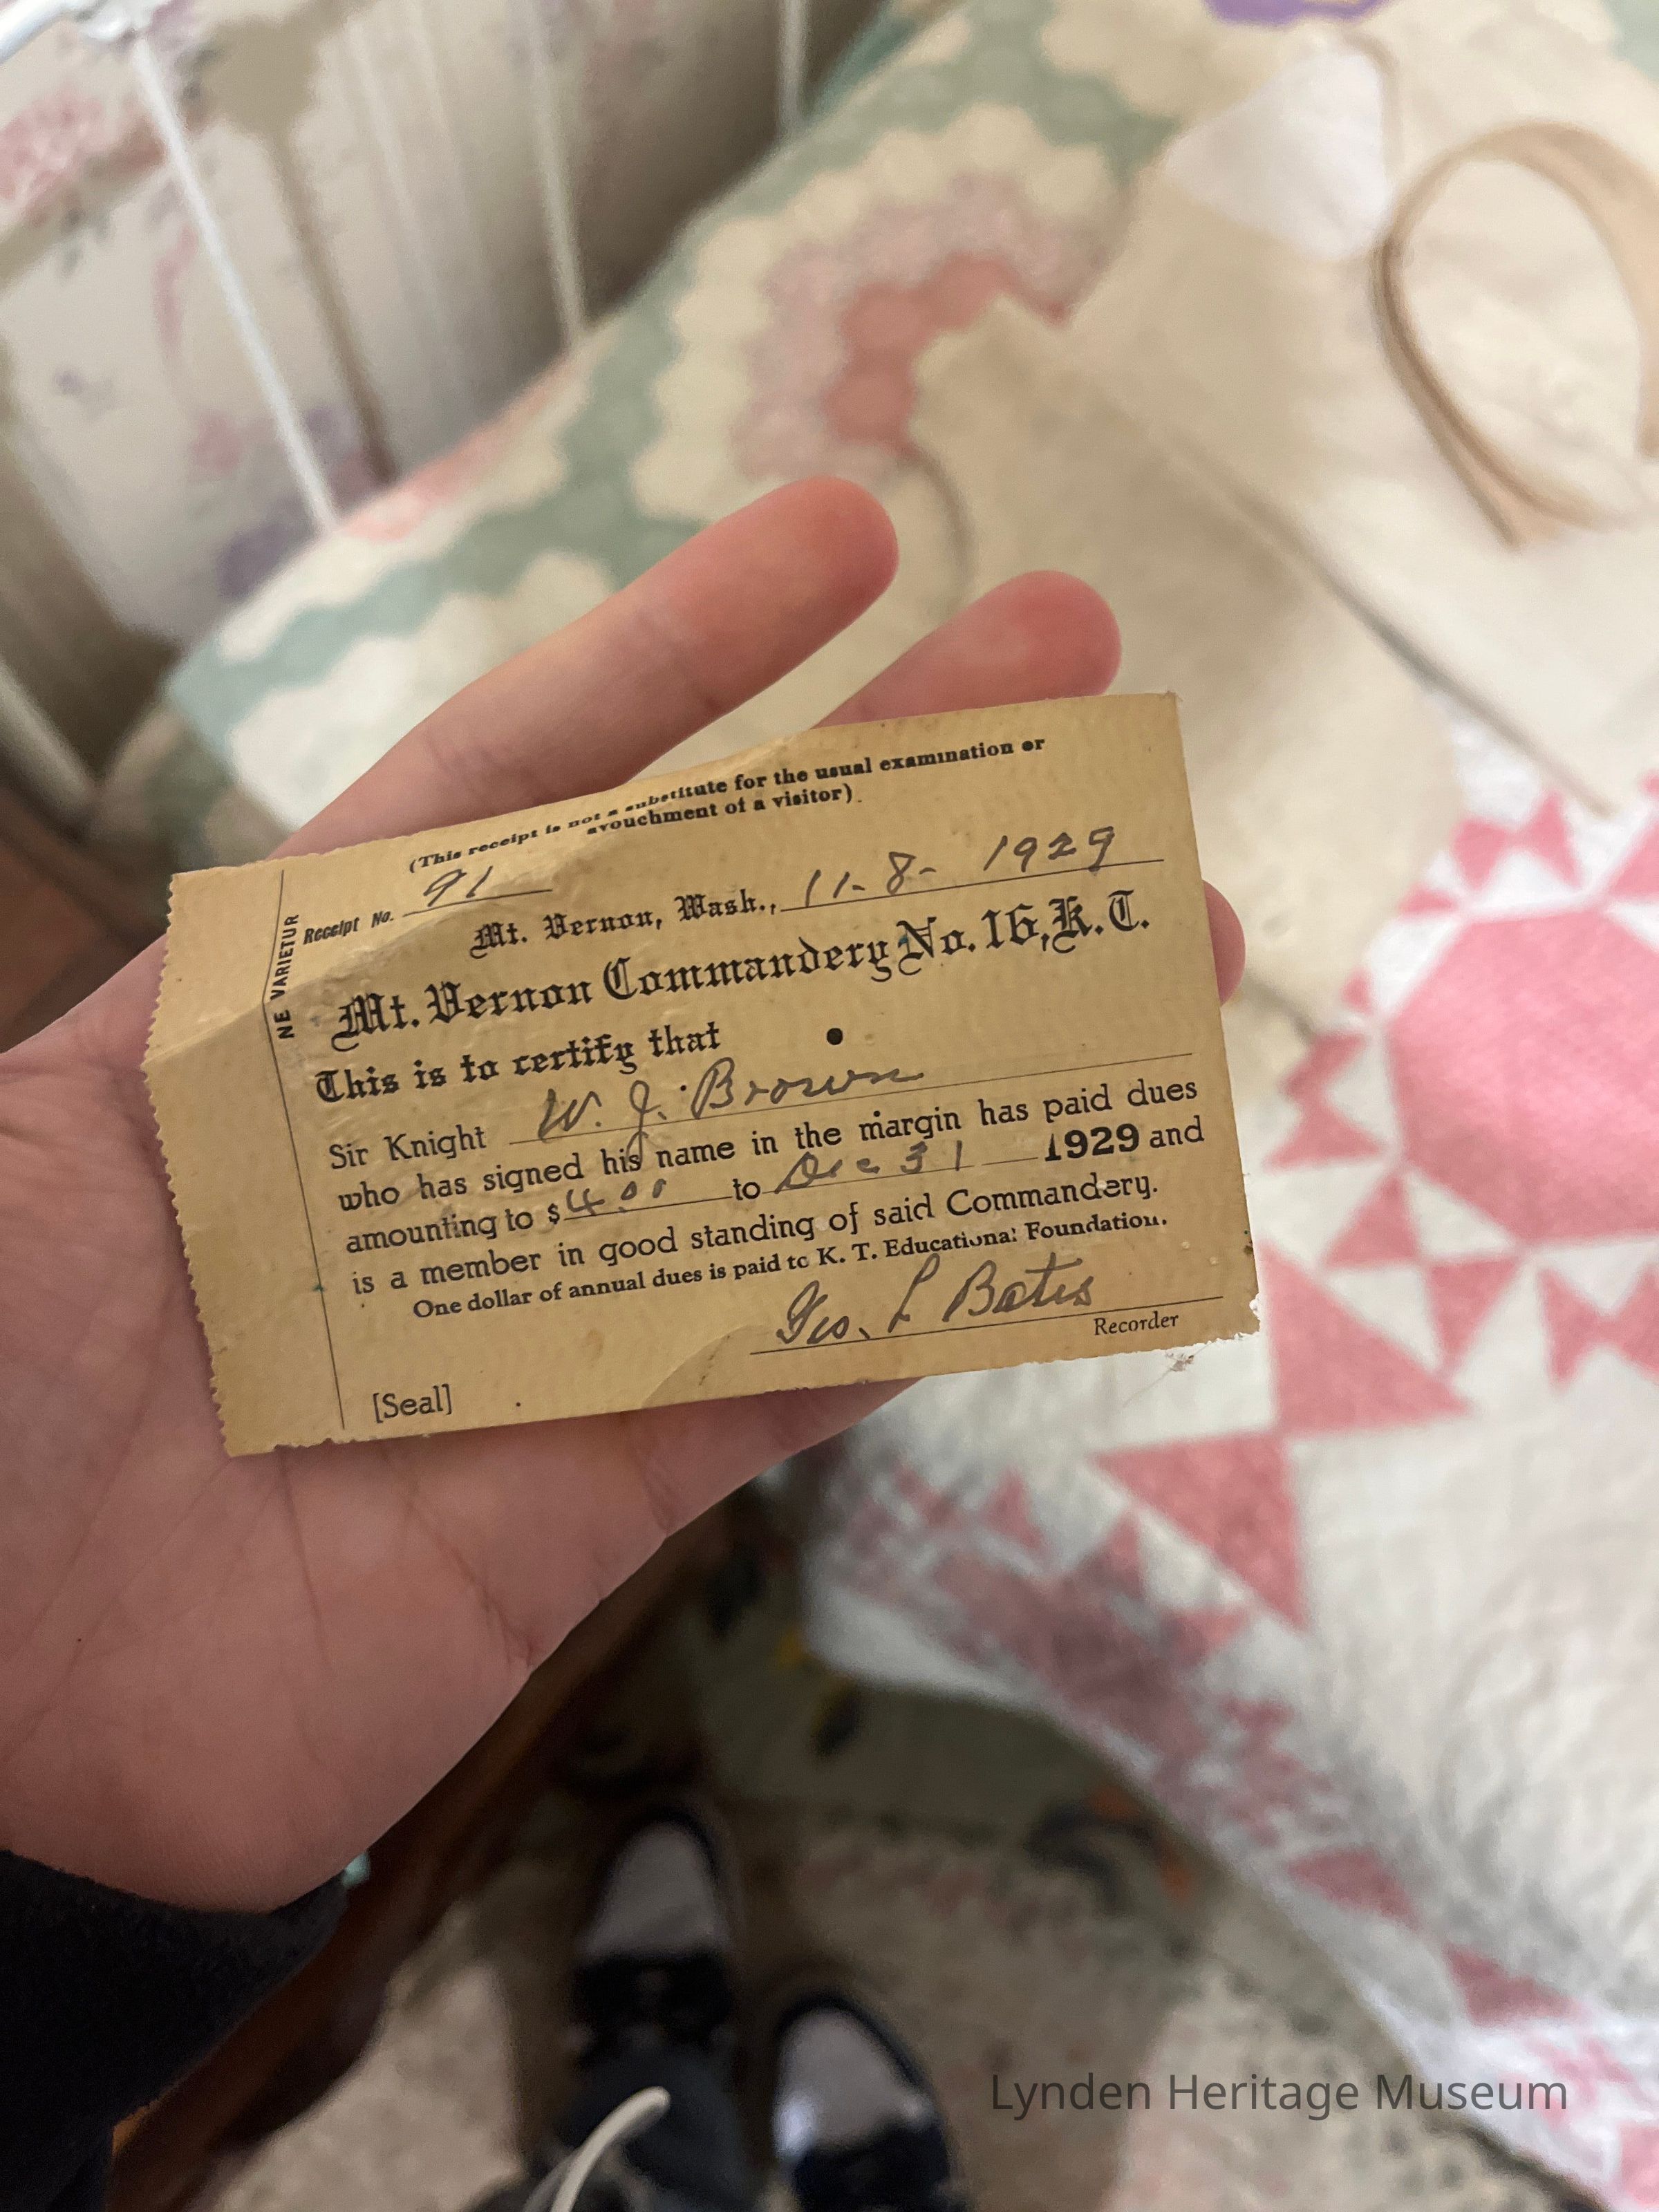 (This receipt is not a substitute for the usual examination or
avouchment of a visitor).
Receipt No. 91
Mt. Vernon, Wash., 11-8-1929
Mt. Vernon Commandery No. 16, K. T.
This is to certify that
Sir Knight W. J. Brown
who has signed his name in the margin has paid dues
amounting to $4.00 to Dec 31 1929 and
is a member in good standing of said Commandery.
One dollar of annual dues is paid to K. T. Educational Foundation.
Geo. L Bates
Recorder
[Seal]
NE VARIETUR
Lynden Heritage Museum